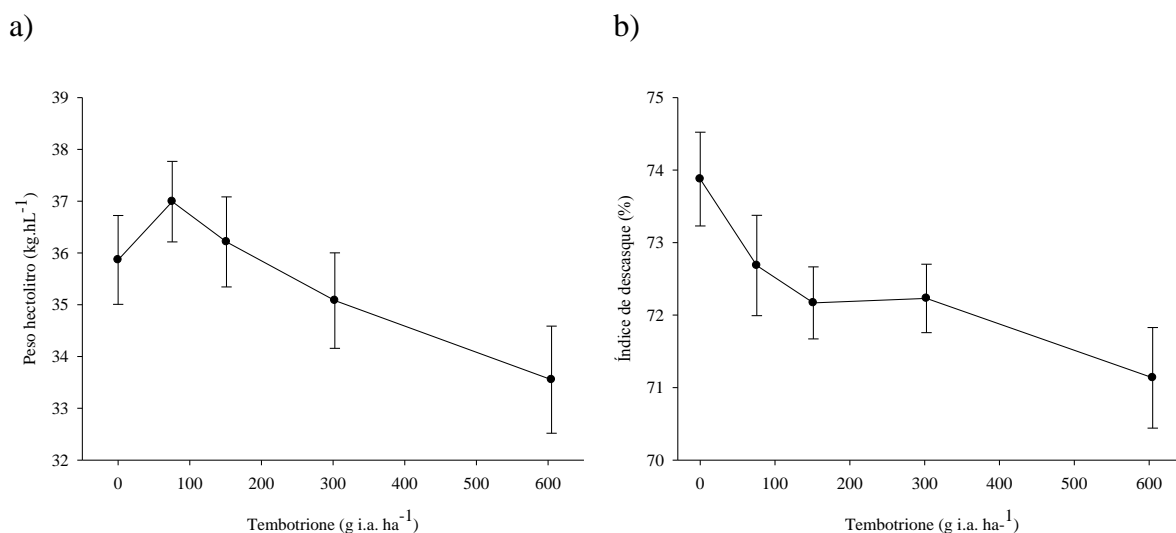 a)
39
38
37
36
35
34
33
32
Peso hectolitro (kg.hL⁻¹)
0 100 200 300 400 500 600
Tembotrione (g i.a. ha⁻¹)
b)
75
74
73
72
71
70
Índice de descasque (%)
0 100 200 300 400 500 600
Tembotrione (g i.a. ha-¹)